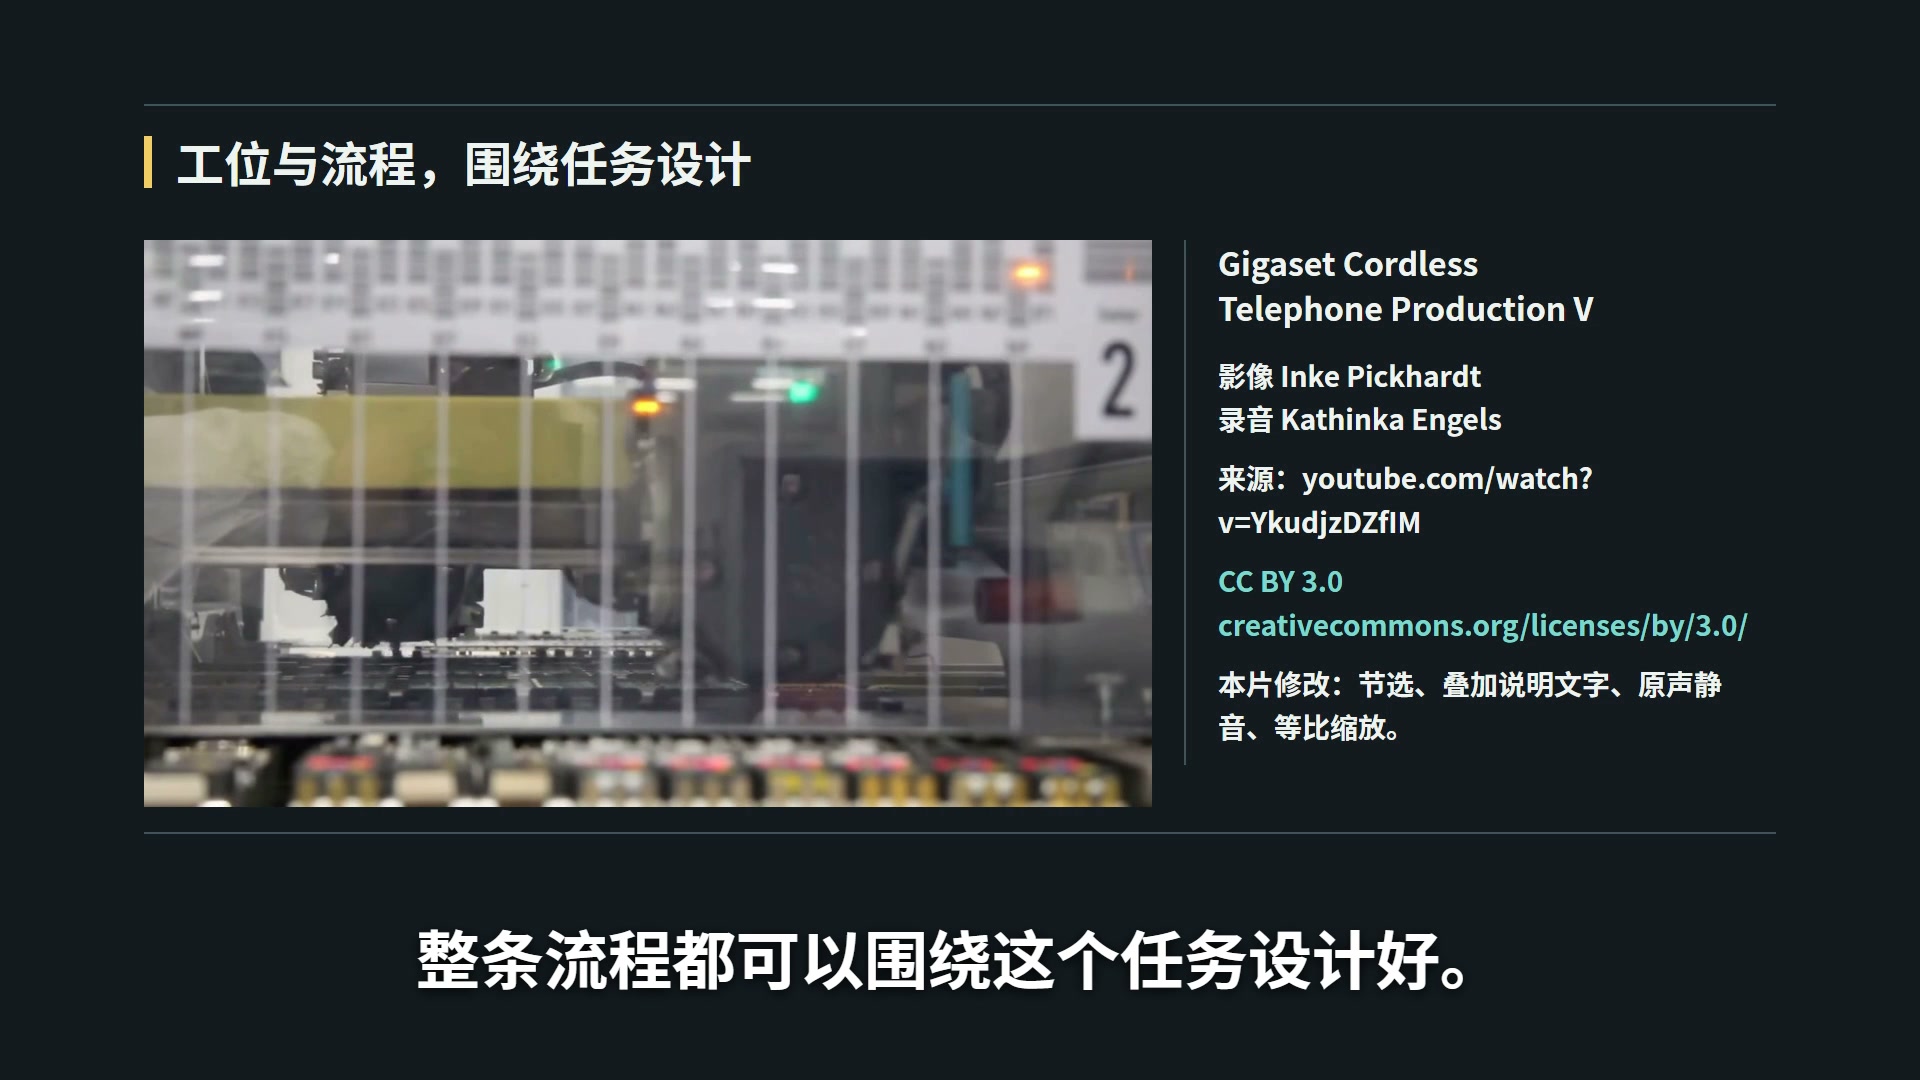 工位与流程，围绕任务设计
2
Gigaset Cordless
Telephone Production V
影像 Inke Pickhardt
录音 Kathinka Engels
来源：youtube.com/watch?
v=YkudjzDZfIM
CC BY 3.0
creativecommons.org/licenses/by/3.0/
本片修改：节选、叠加说明文字、原声静
音、等比缩放。
整条流程都可以围绕这个任务设计好。